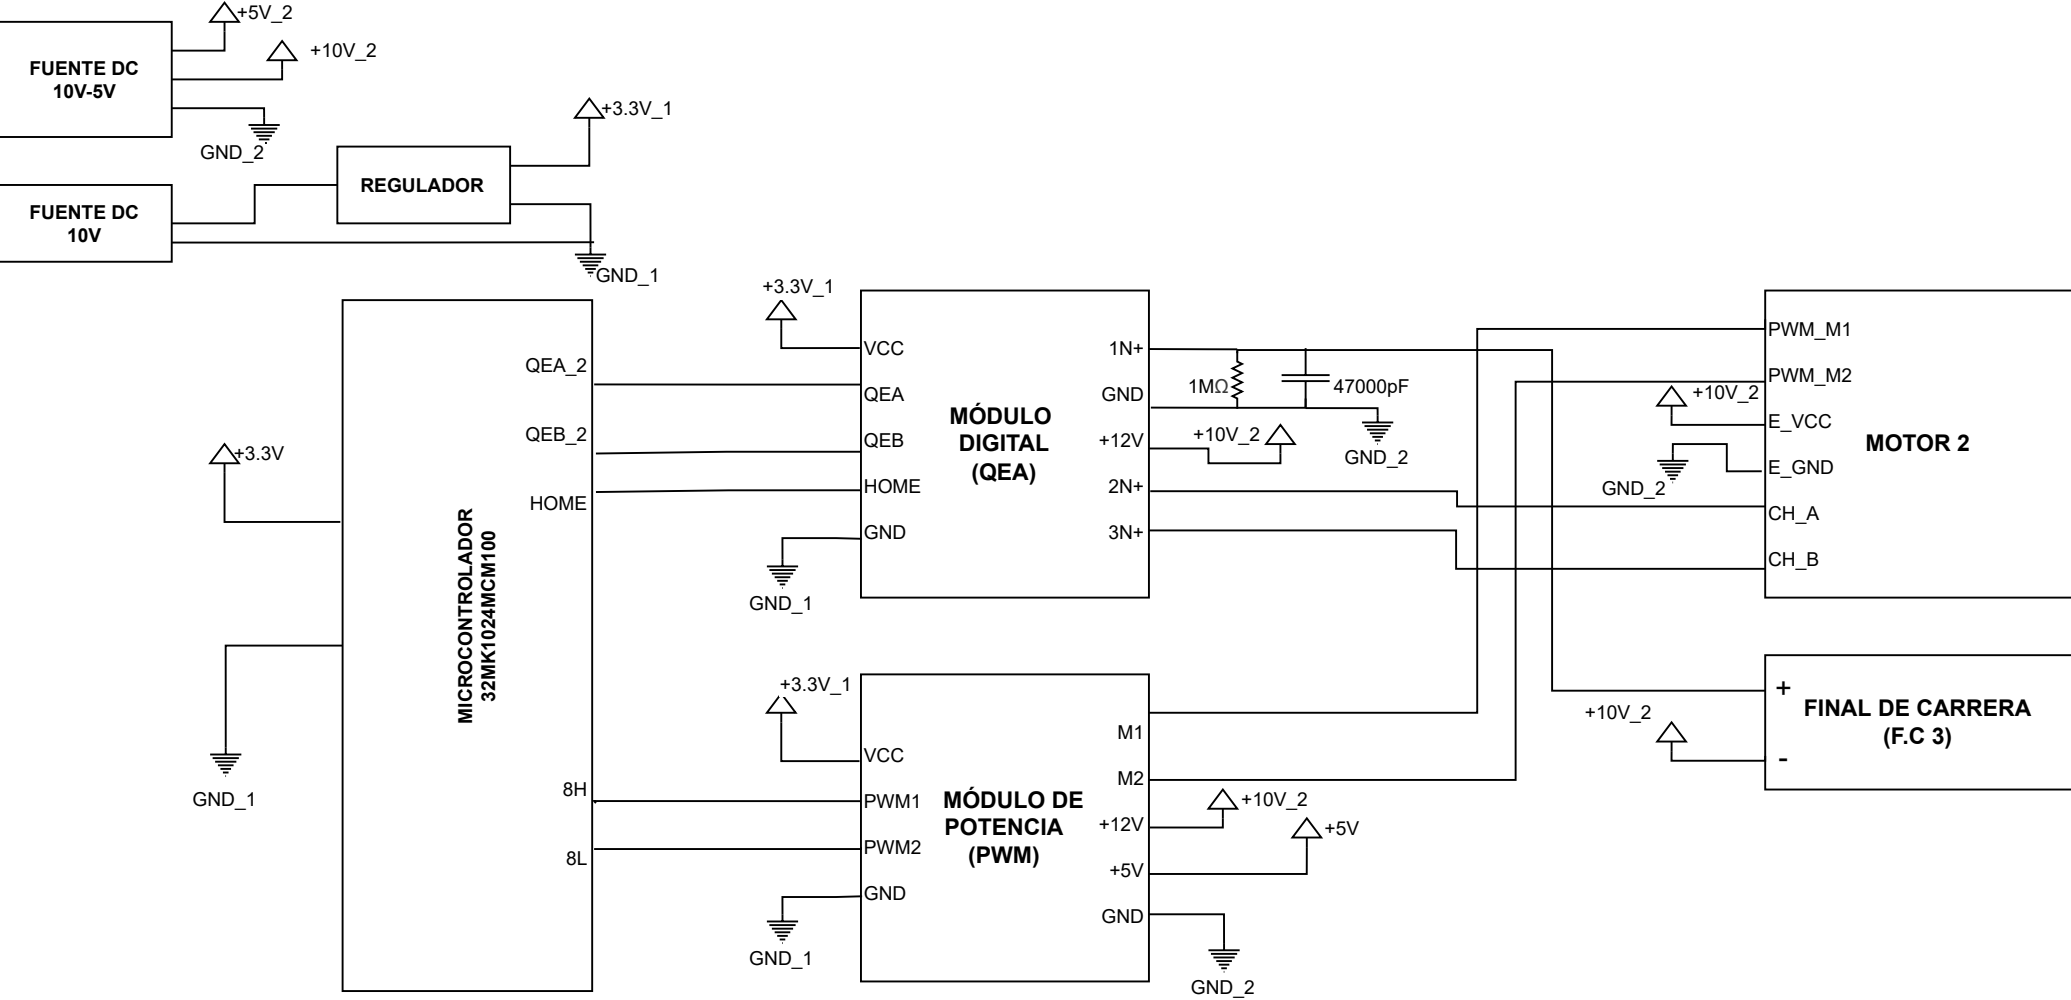 +5V_2
+10V_2
FUENTE DC
10V-5V
GND_2
+3.3V_1
REGULADOR
FUENTE DC
10V
GND_1
+3.3V
GND_1
MICROCONTROLADOR
32MK1024MCM100
QEA_2
QEB_2
HOME
8H
8L
+3.3V_1
VCC
QEA
QEB
HOME
GND
GND_1
MÓDULO
DIGITAL
(QEA)
1N+
GND
+12V
2N+
3N+
1MΩ
47000pF
+10V_2
GND_2
+3.3V_1
VCC
PWM1
PWM2
GND
GND_1
MÓDULO DE
POTENCIA
(PWM)
M1
M2
+12V
+5V
GND
+10V_2
+5V
GND_2
PWM_M1
PWM_M2
E_VCC
E_GND
CH_A
CH_B
+10V_2
GND_2
MOTOR 2
+10V_2
+
-
FINAL DE CARRERA
(F.C 3)